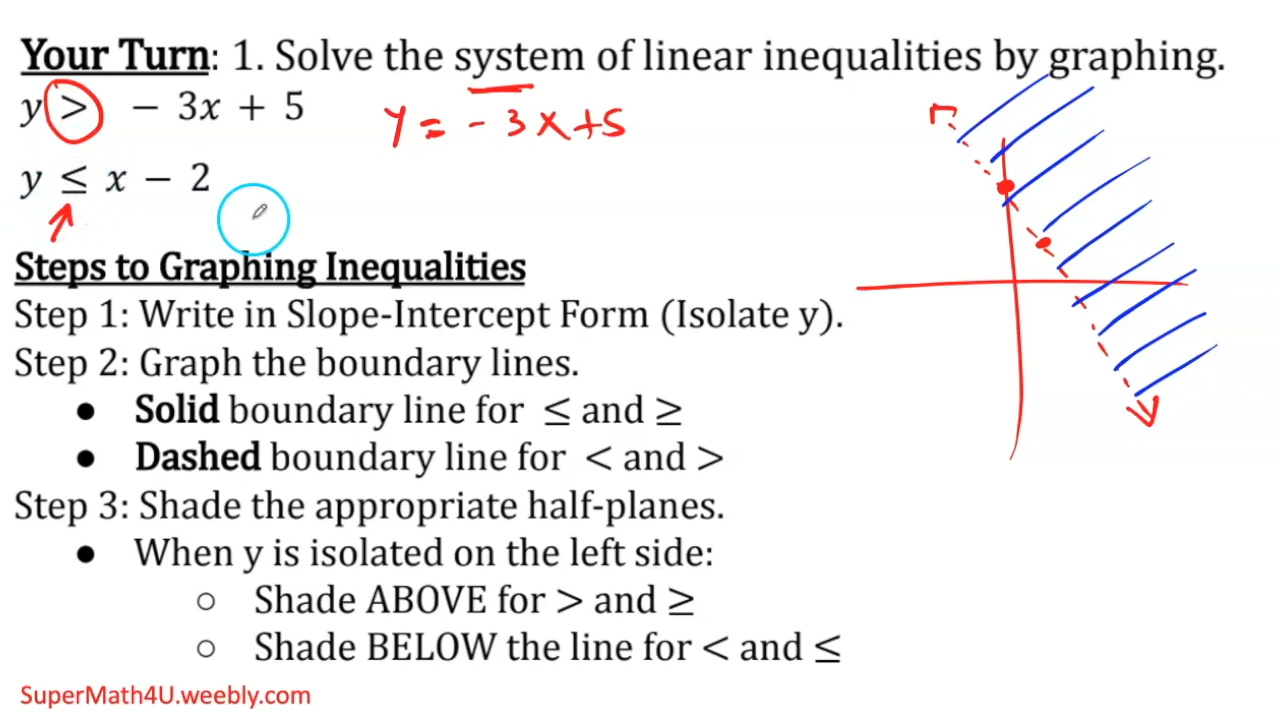 Your Turn: 1. Solve the system of linear inequalities by graphing.
y > − 3x + 5
y = - 3x+5
y ≤ x − 2
Steps to Graphing Inequalities
Step 1: Write in Slope-Intercept Form (Isolate y).
Step 2: Graph the boundary lines.
● Solid boundary line for ≤ and ≥
● Dashed boundary line for < and >
Step 3: Shade the appropriate half-planes.
● When y is isolated on the left side:
○ Shade ABOVE for > and ≥
○ Shade BELOW the line for < and ≤
SuperMath4U.weebly.com